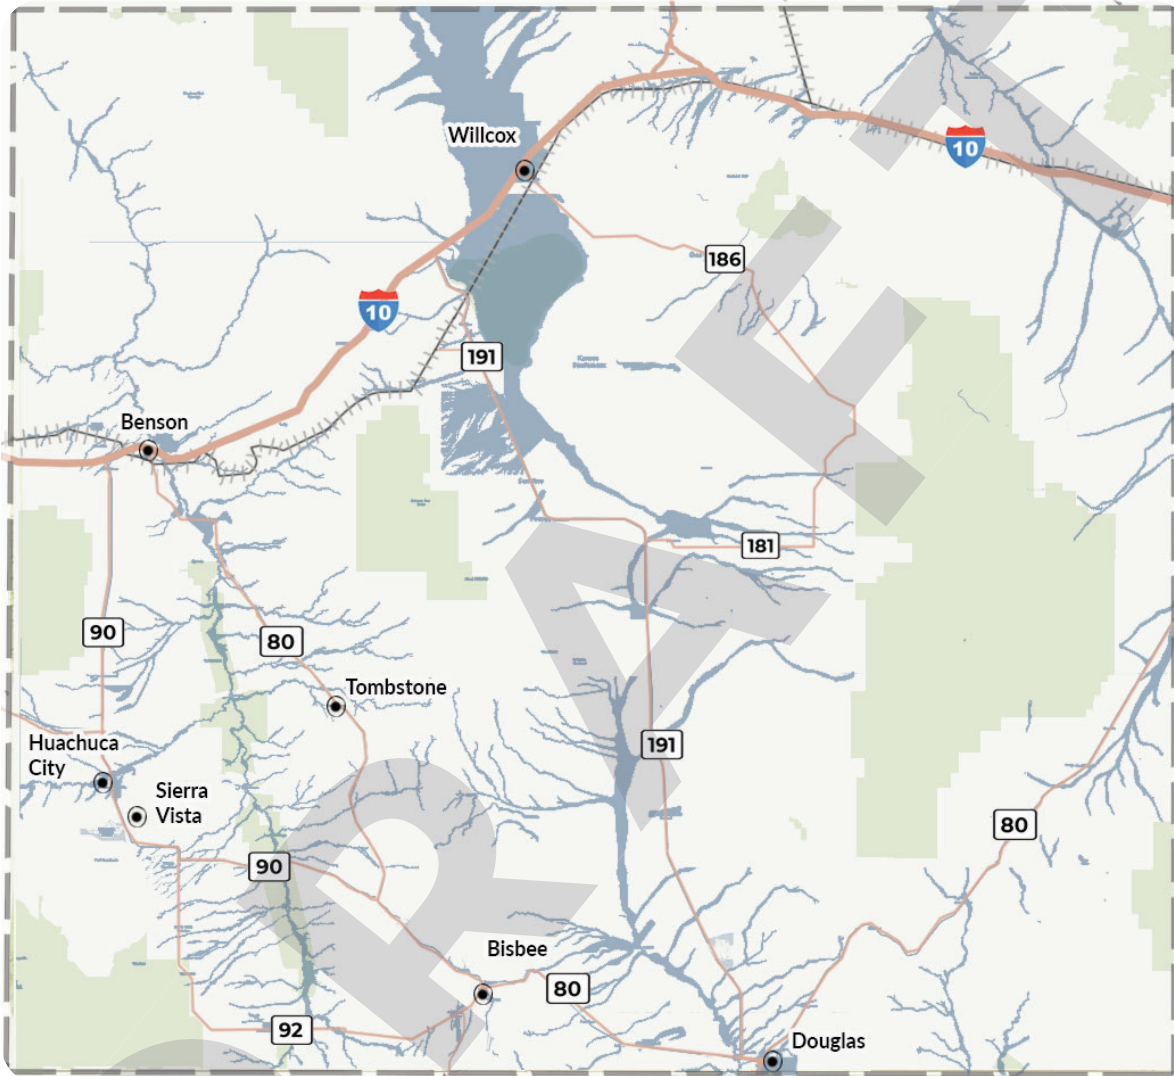 Willcox
10
186
10
191
Benson
181
90
80
Tombstone
191
Huachuca
City
Sierra
Vista
80
90
Bisbee
80
92
Douglas
DRAFT